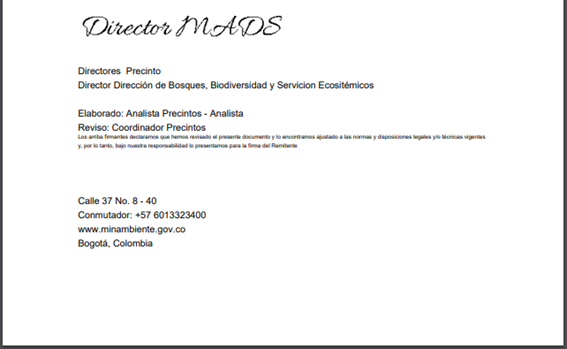 Director MADS
Directores  Precinto
Director Dirección de Bosques, Biodiversidad y Servicion Ecositémicos
Elaborado: Analista Precintos - Analista
Reviso: Coordinador Precintos
Los arriba firmantes declaramos que hemos revisado el presente documento y lo encontramos ajustado a las normas y disposiciones legales y/o técnicas vigentes
y, por lo tanto, bajo nuestra responsabilidad lo presentamos para la firma del Remitente
Calle 37 No. 8 - 40
Conmutador: +57 6013323400
www.minambiente.gov.co
Bogotá, Colombia